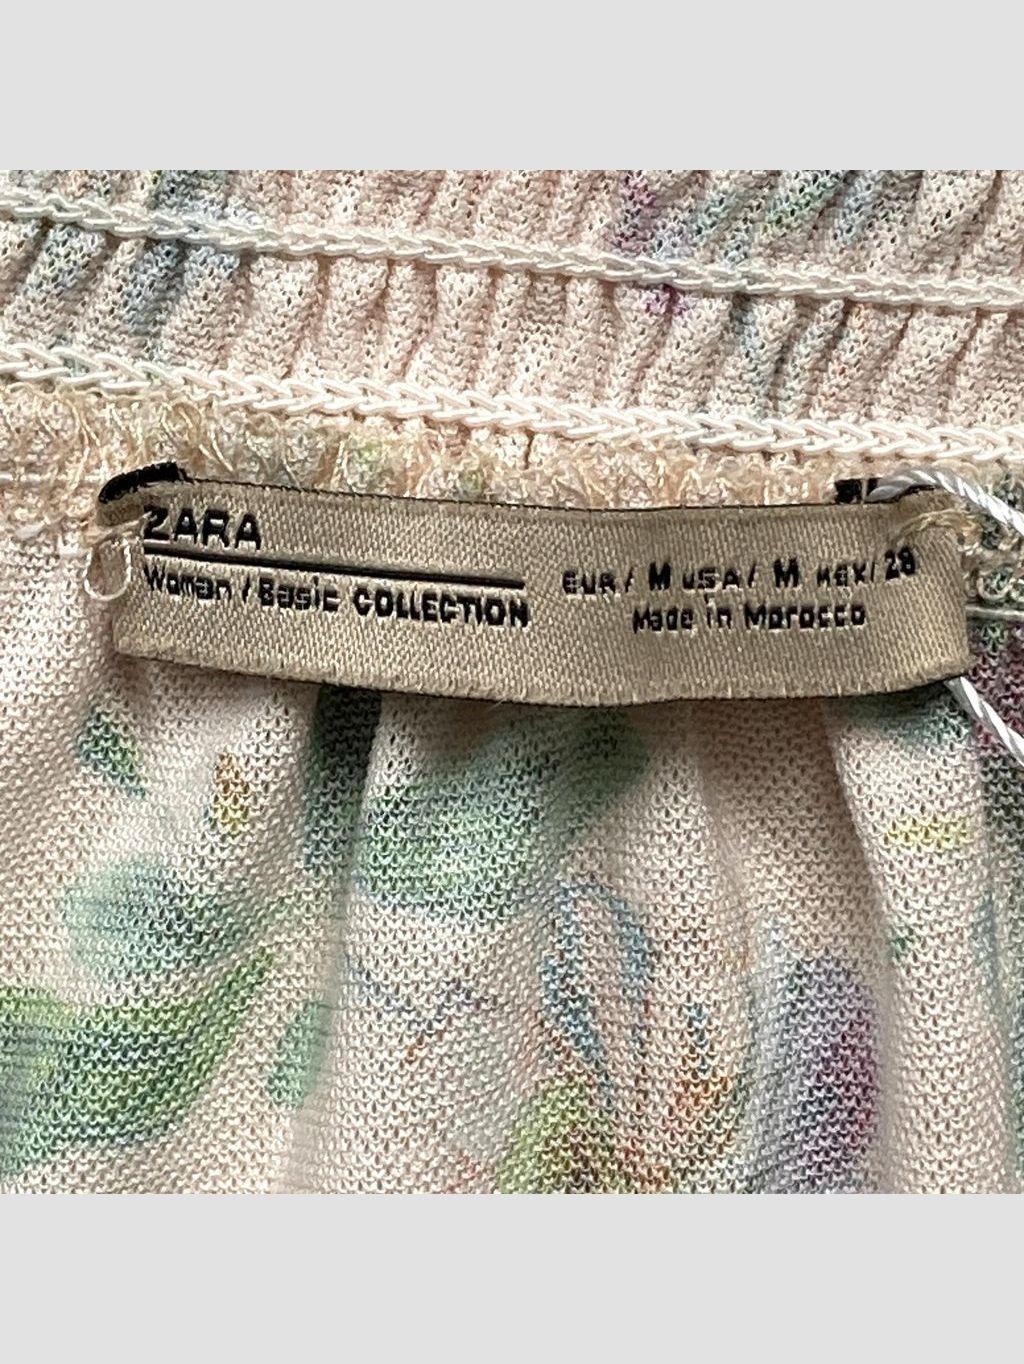 ZARA
Woman / Basic COLLECTION
EUR / M USA / M MEX / 28
Made in Morocco